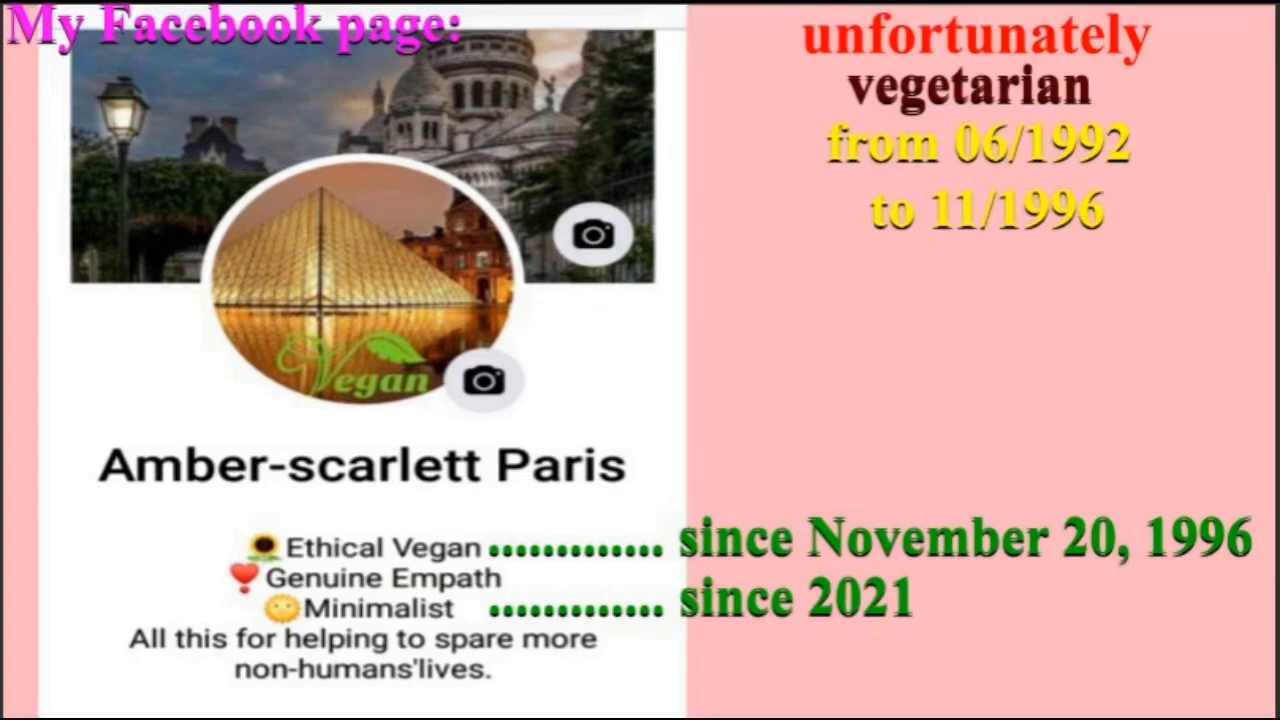 My Facebook page:
unfortunately
vegetarian
from 06/1992
to 11/1996
Vegan
Amber-scarlett Paris
🌻Ethical Vegan ............. since November 20, 1996
❣️Genuine Empath
🌝Minimalist ............. since 2021
All this for helping to spare more
non-humans'lives.